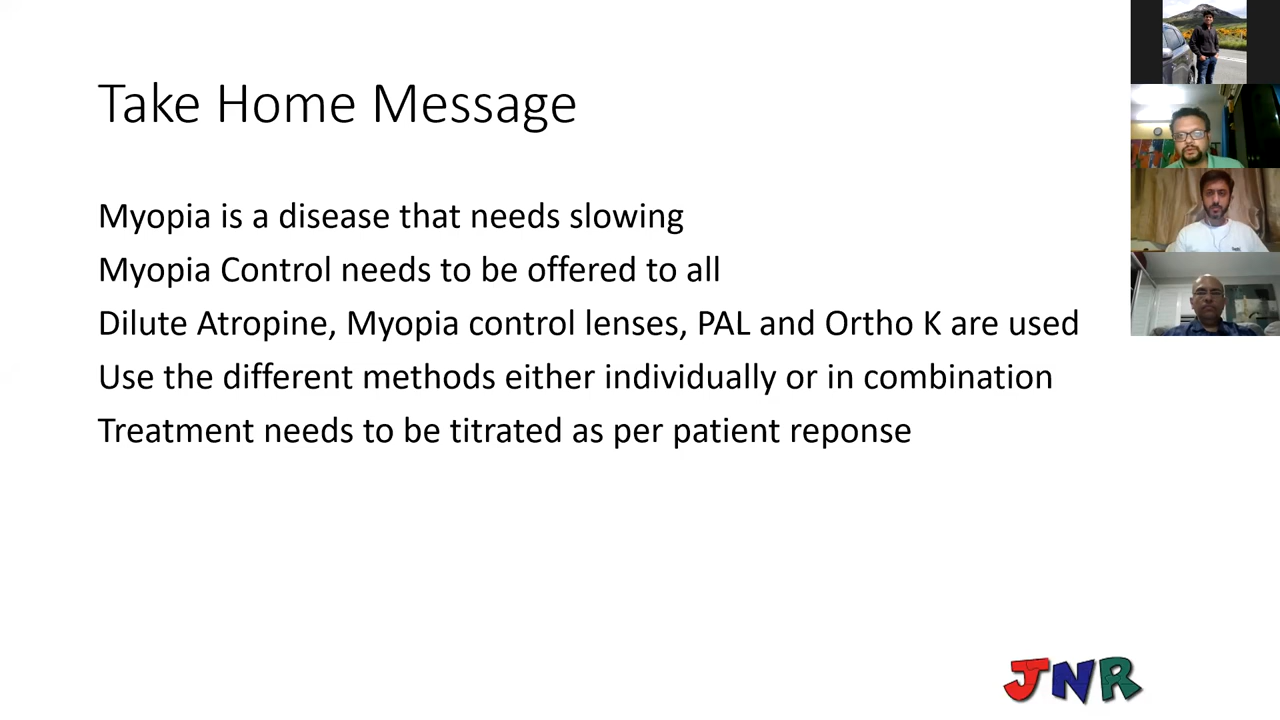 Take Home Message
Myopia is a disease that needs slowing
Myopia Control needs to be offered to all
Dilute Atropine, Myopia control lenses, PAL and Ortho K are used
Use the different methods either individually or in combination
Treatment needs to be titrated as per patient reponse
JNR